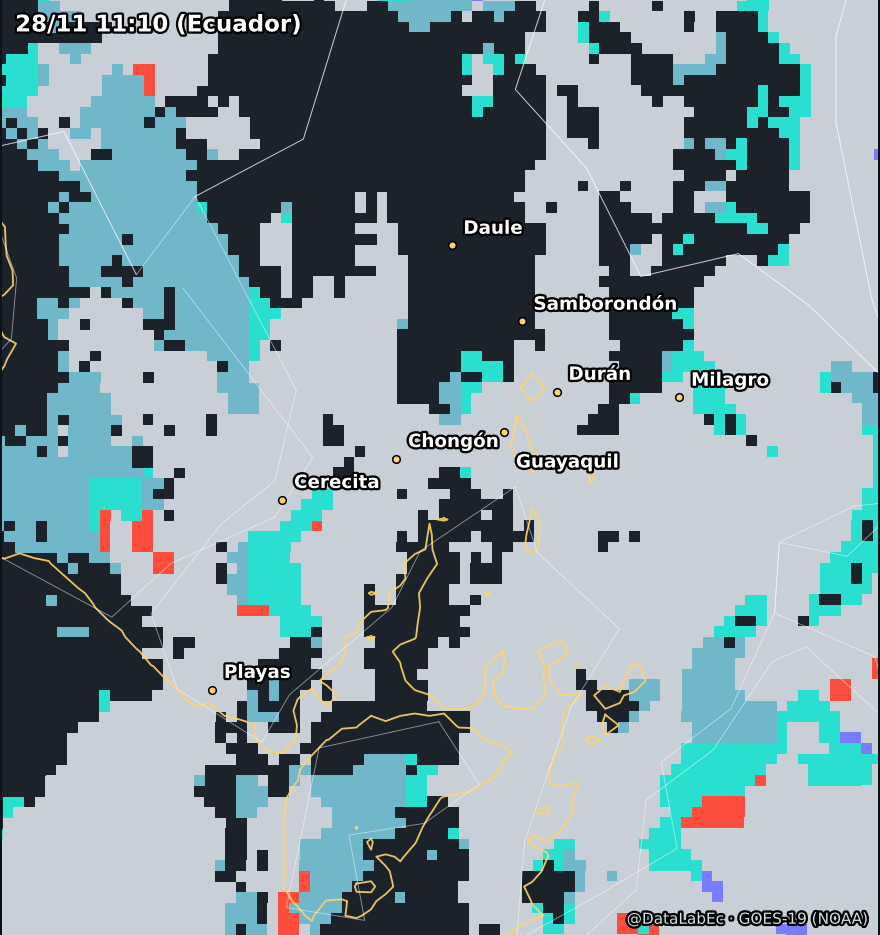 28/11 11:10 (Ecuador)
Daule
Samborondón
Durán
Milagro
Chongón
Guayaquil
Cerecita
Playas
@DataLabEc · GOES-19 (NOAA)